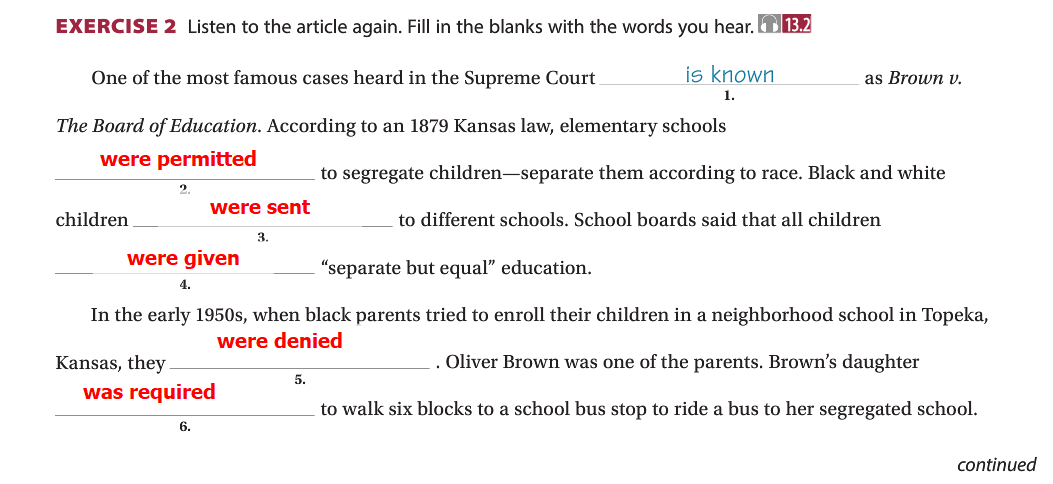 EXERCISE 2 Listen to the article again. Fill in the blanks with the words you hear. 13.2
One of the most famous cases heard in the Supreme Court is known as Brown v.
1.
The Board of Education. According to an 1879 Kansas law, elementary schools
were permitted to segregate children—separate them according to race. Black and white
2.
children were sent to different schools. School boards said that all children
3.
were given “separate but equal” education.
4.
In the early 1950s, when black parents tried to enroll their children in a neighborhood school in Topeka,
Kansas, they were denied . Oliver Brown was one of the parents. Brown’s daughter
5.
was required to walk six blocks to a school bus stop to ride a bus to her segregated school.
6.
continued